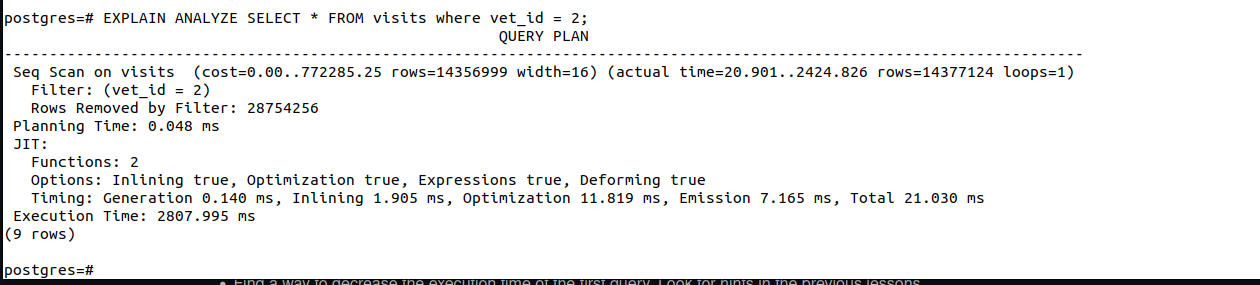 postgres=# EXPLAIN ANALYZE SELECT * FROM visits where vet_id = 2;
QUERY PLAN
------------------------------------------------------------------------------------------------------------------------
Seq Scan on visits  (cost=0.00..772285.25 rows=14356999 width=16) (actual time=20.901..2424.826 rows=14377124 loops=1)
Filter: (vet_id = 2)
Rows Removed by Filter: 28754256
Planning Time: 0.048 ms
JIT:
Functions: 2
Options: Inlining true, Optimization true, Expressions true, Deforming true
Timing: Generation 0.140 ms, Inlining 1.905 ms, Optimization 11.819 ms, Emission 7.165 ms, Total 21.030 ms
Execution Time: 2807.995 ms
(9 rows)
postgres=#
• Find a way to decrease the execution time of the first query. Look for hints in the previous lessons